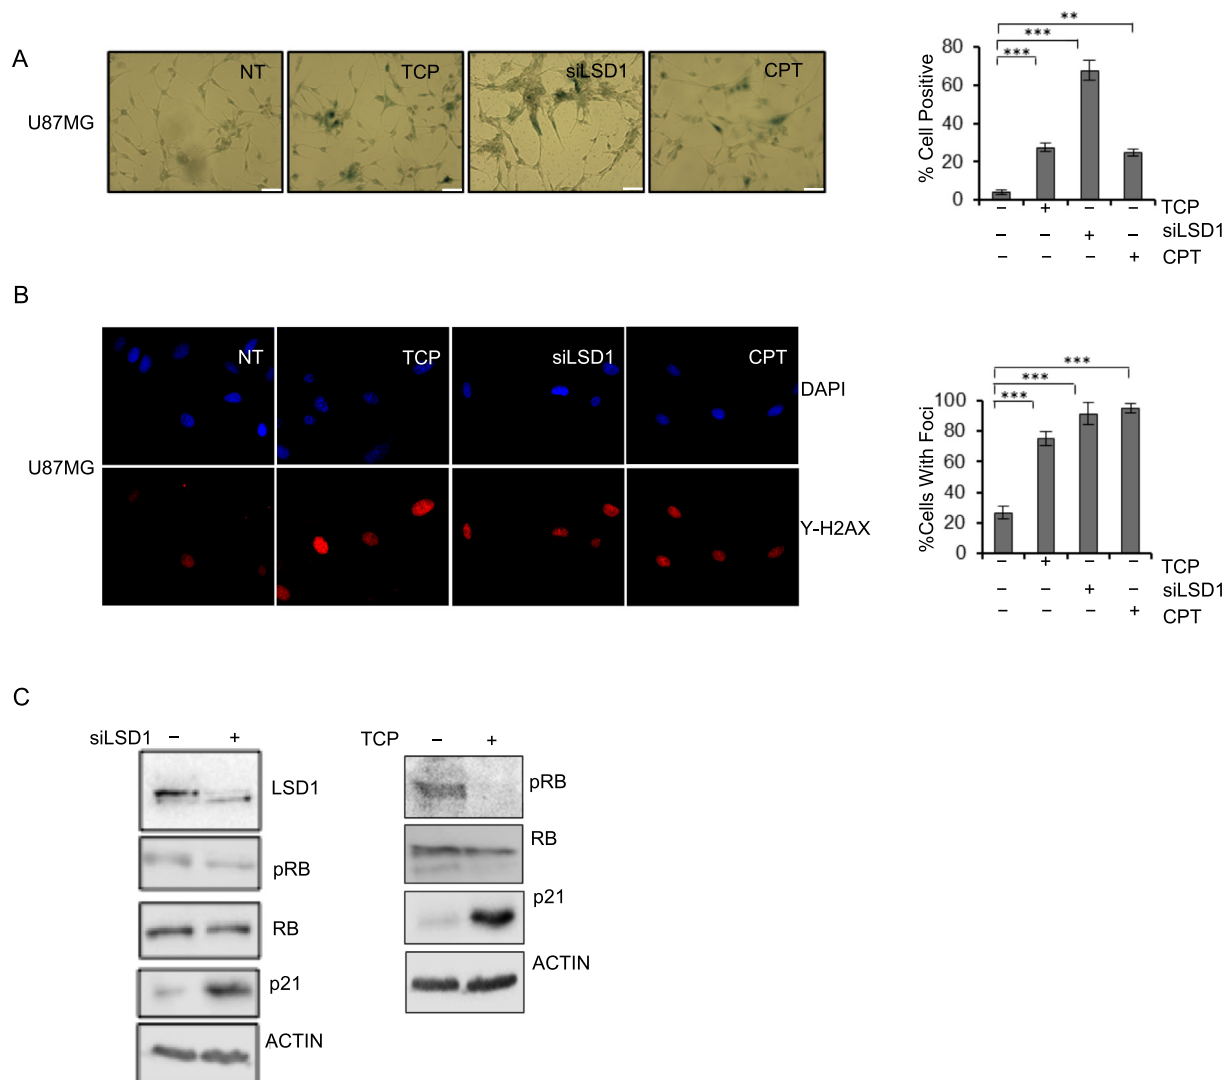 A
U87MG
NT
TCP
siLSD1
CPT
% Cell Positive
80
60
40
20
0
***
***
**
– + – – TCP
– – + – siLSD1
– – – + CPT
B
U87MG
NT
TCP
siLSD1
CPT
DAPI
Y-H2AX
%Cells With Foci
100
80
60
40
20
0
***
***
***
– + – – TCP
– – + – siLSD1
– – – + CPT
C
siLSD1 – +
LSD1
pRB
RB
p21
ACTIN
TCP – +
pRB
RB
p21
ACTIN